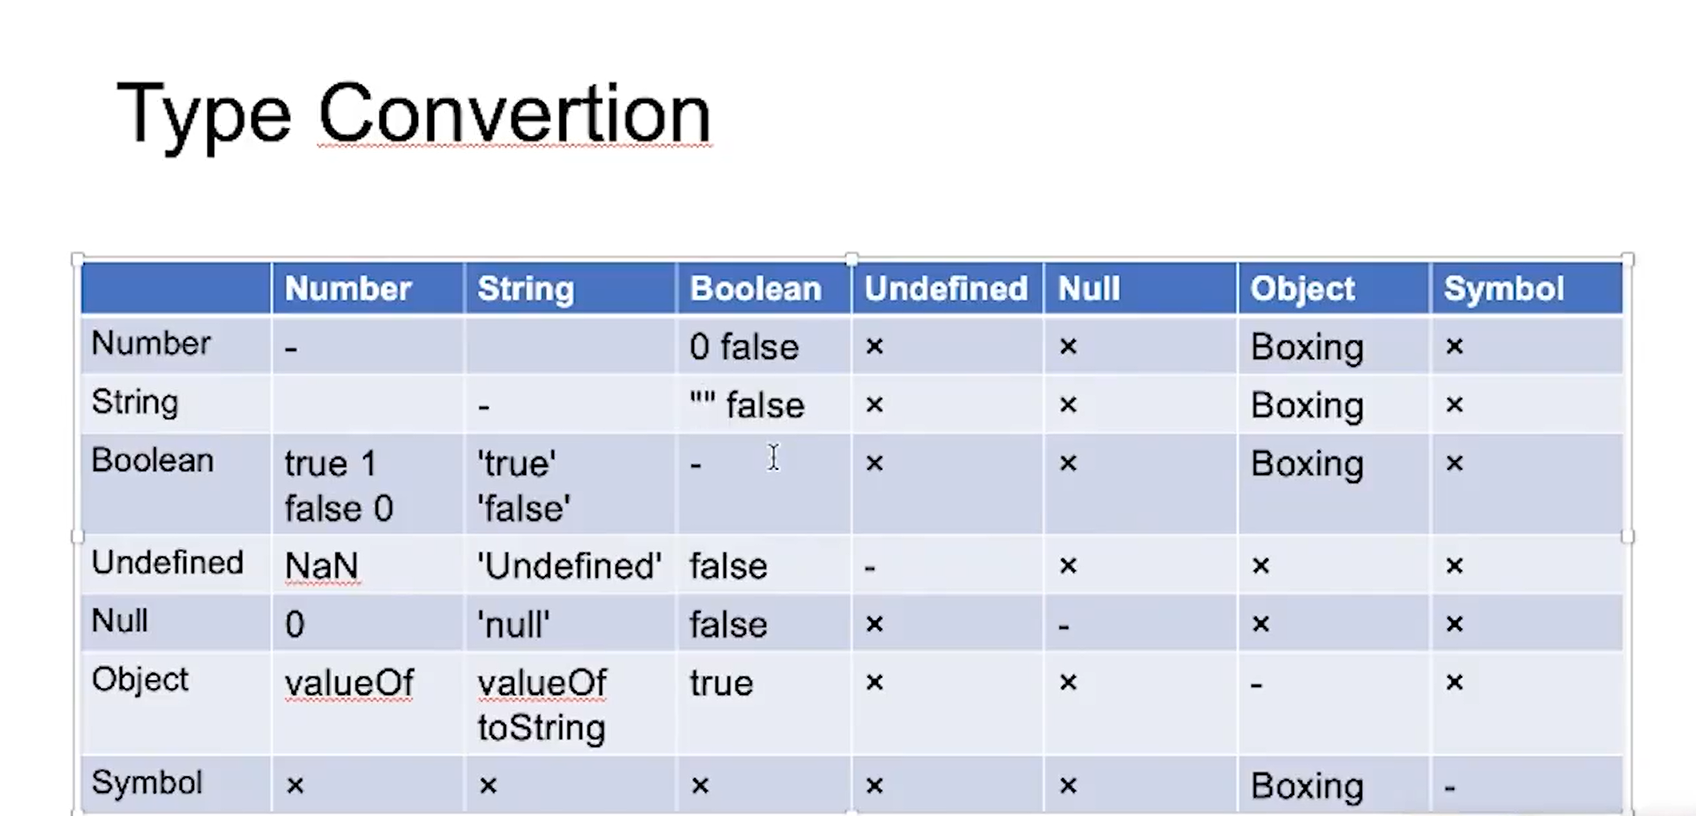 Type Convertion
Number String Boolean Undefined Null Object Symbol
Number - 0 false × × Boxing ×
String - "" false × × Boxing ×
Boolean true 1 'true' - × × Boxing ×
false 0 'false'
Undefined NaN 'Undefined' false - × × ×
Null 0 'null' false × - × ×
Object valueOf valueOf true × × - ×
toString
Symbol × × × × × Boxing -